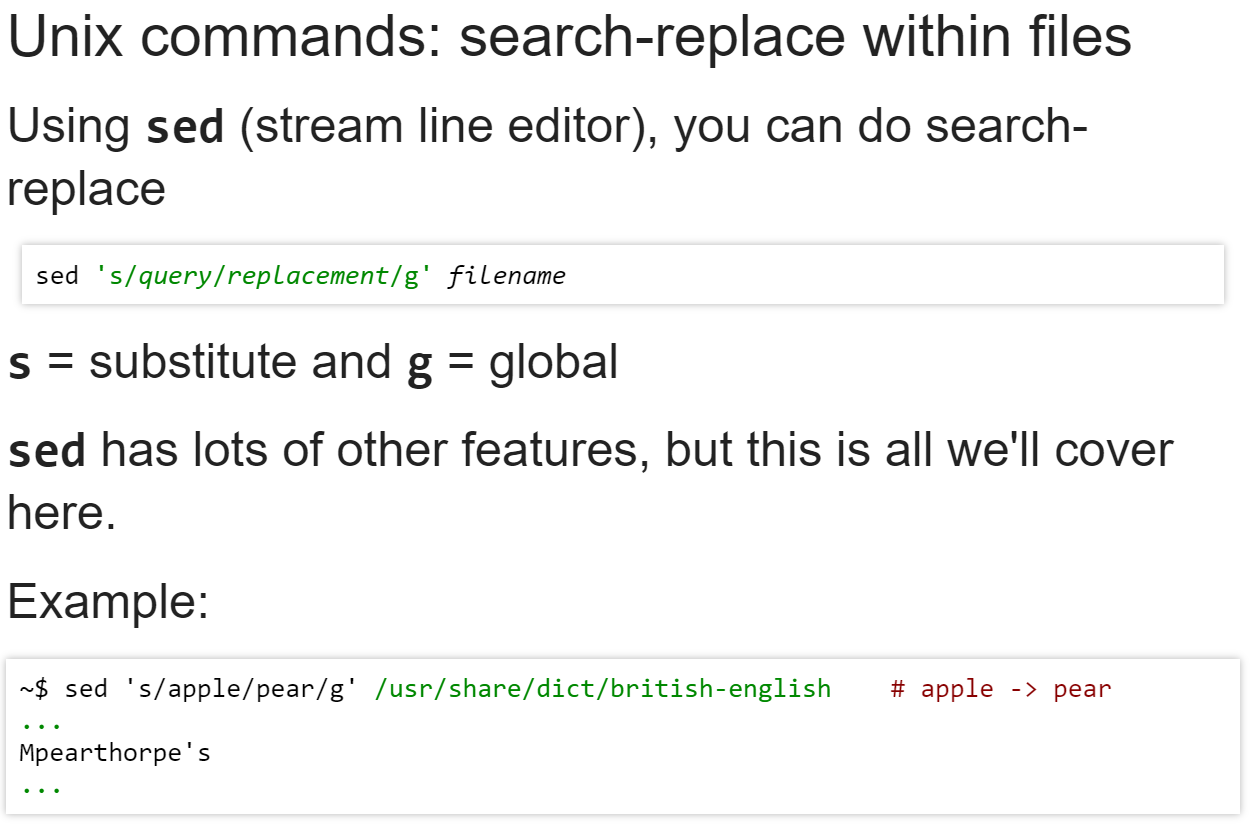 Unix commands: search-replace within files
Using sed (stream line editor), you can do search-
replace
sed 's/query/replacement/g' filename
s = substitute and g = global
sed has lots of other features, but this is all we'll cover
here.
Example:
~$ sed 's/apple/pear/g' /usr/share/dict/british-english    # apple -> pear
...
Mpearthorpe's
...